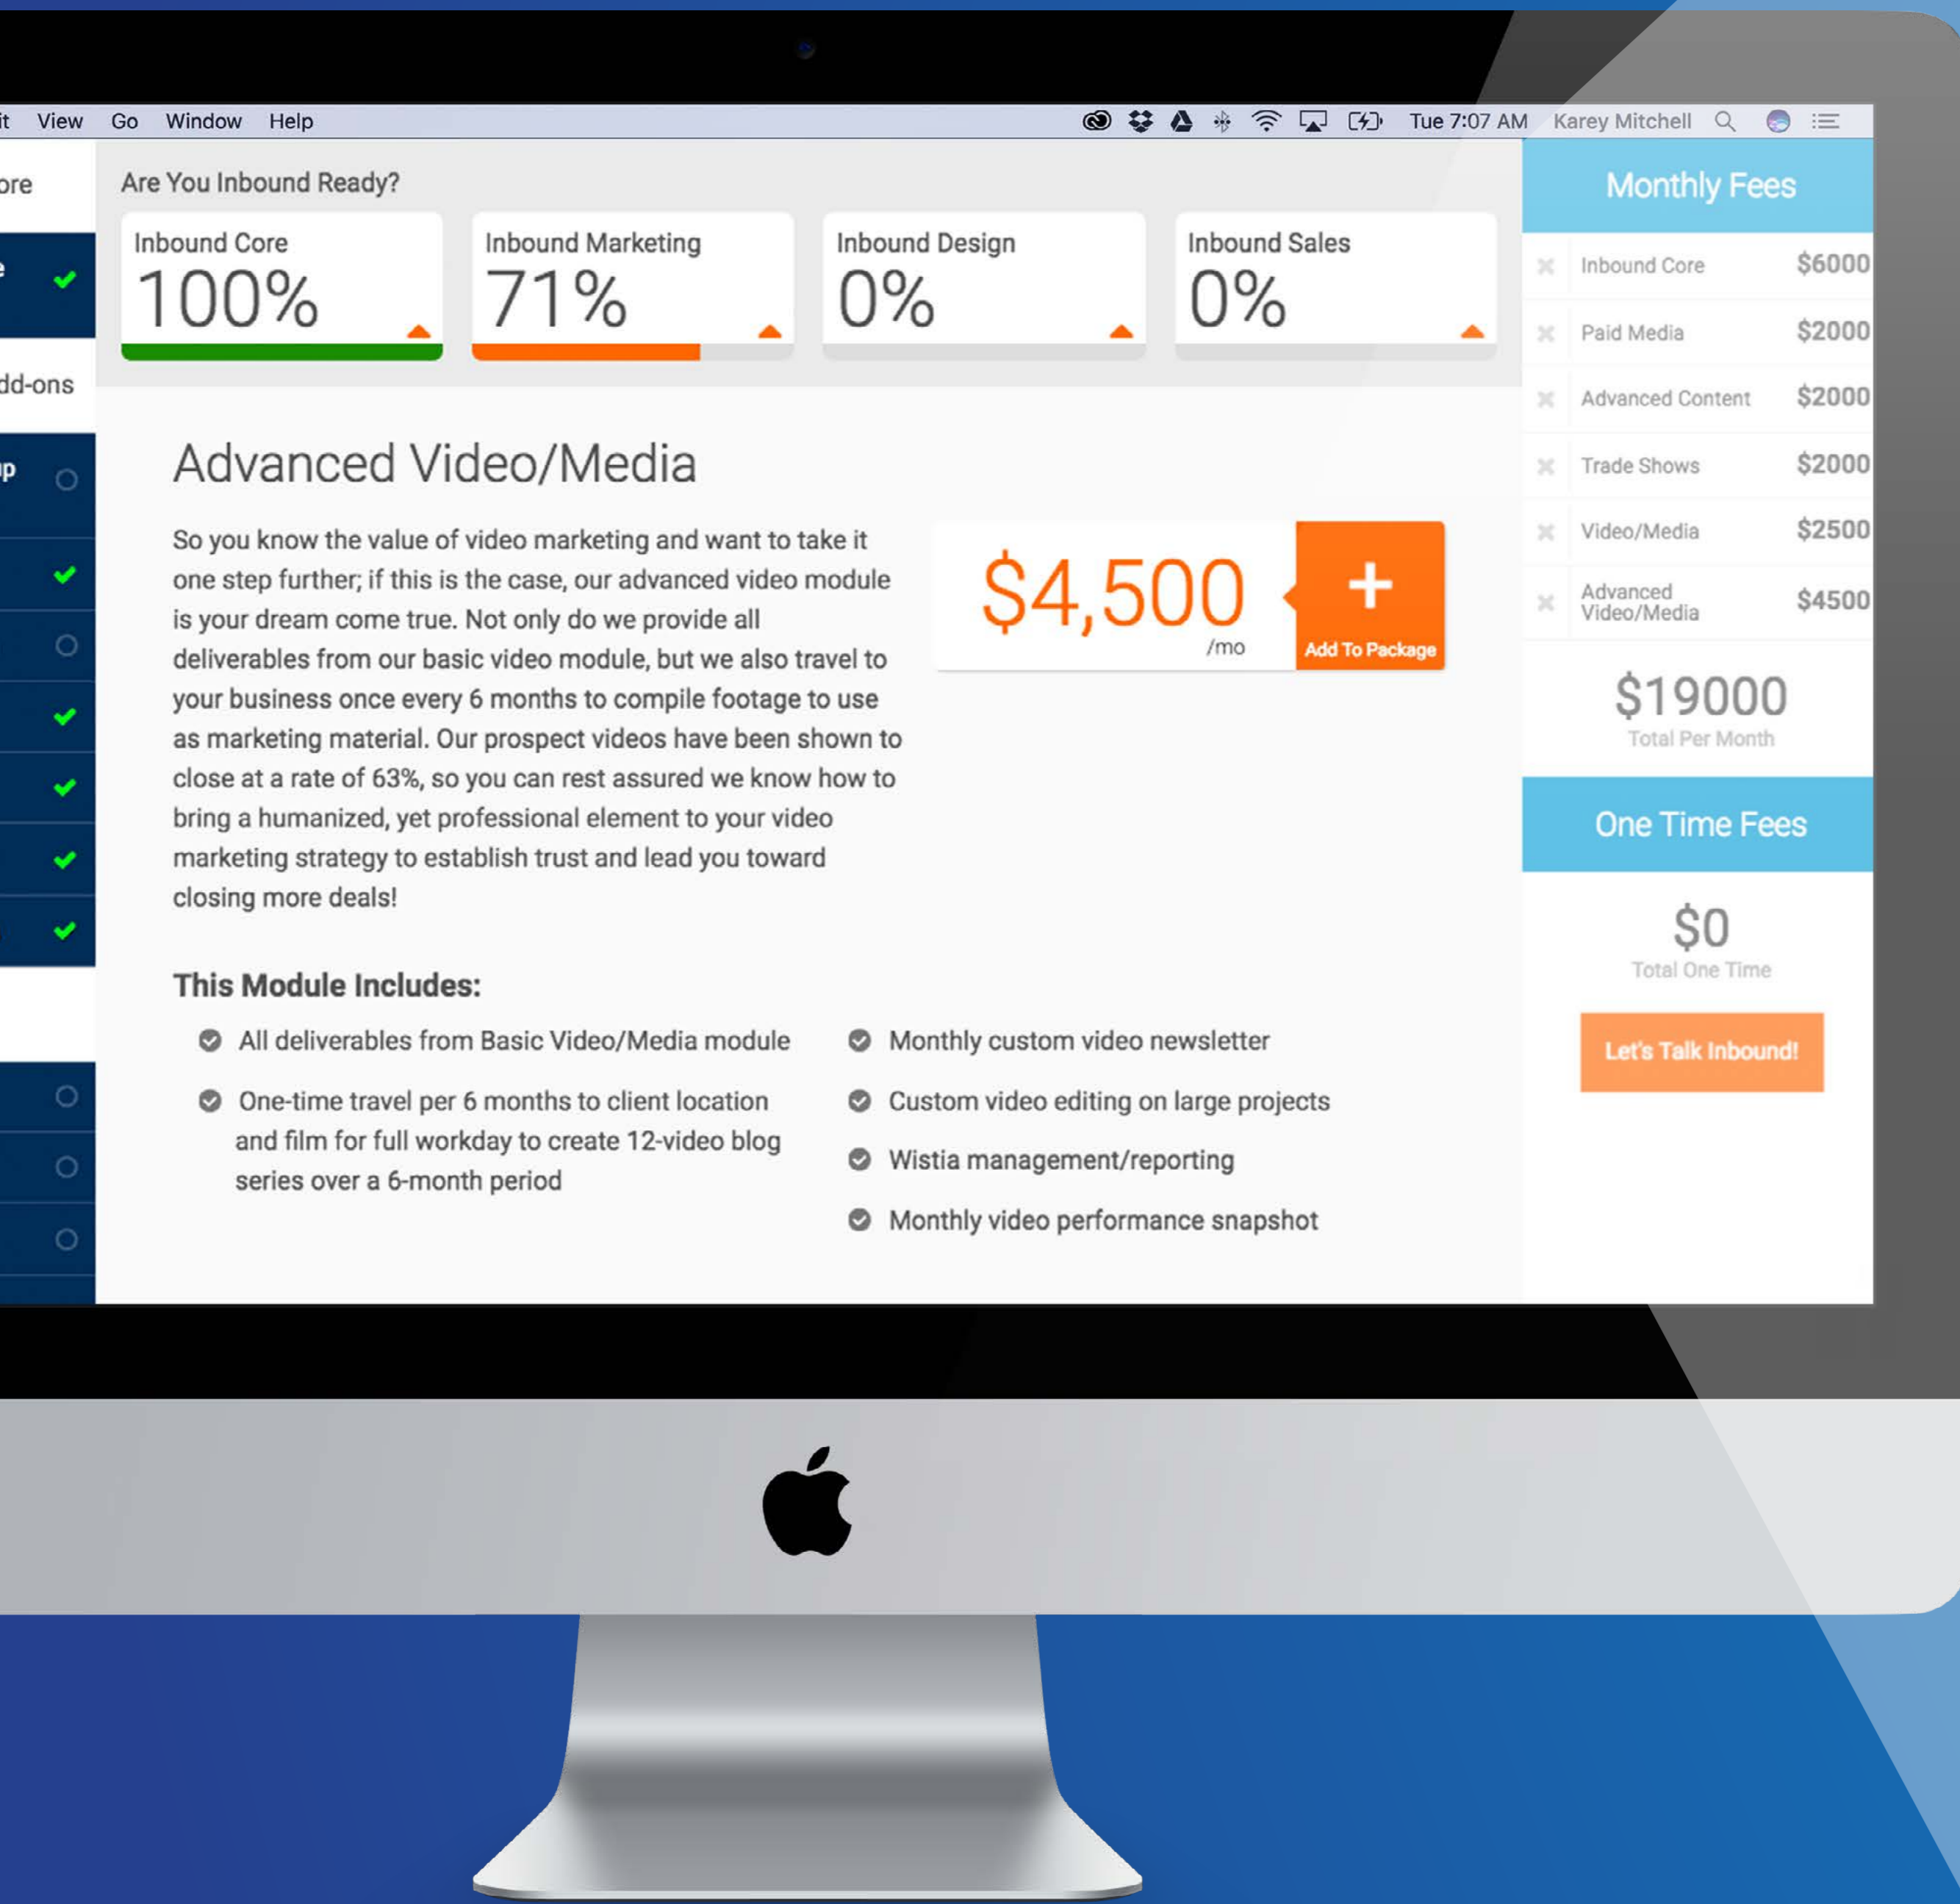 View Go Window Help Tue 7:07 AM Karey Mitchell
Are You Inbound Ready?
Inbound Core
100%
Inbound Marketing
71%
Inbound Design
0%
Inbound Sales
0%
Advanced Video/Media
So you know the value of video marketing and want to take it
one step further; if this is the case, our advanced video module
is your dream come true. Not only do we provide all
deliverables from our basic video module, but we also travel to
your business once every 6 months to compile footage to use
as marketing material. Our prospect videos have been shown to
close at a rate of 63%, so you can rest assured we know how to
bring a humanized, yet professional element to your video
marketing strategy to establish trust and lead you toward
closing more deals!
$4,500
/mo
Add To Package
This Module Includes:
All deliverables from Basic Video/Media module
One-time travel per 6 months to client location
and film for full workday to create 12-video blog
series over a 6-month period
Monthly custom video newsletter
Custom video editing on large projects
Wistia management/reporting
Monthly video performance snapshot
Monthly Fees
Inbound Core $6000
Paid Media $2000
Advanced Content $2000
Trade Shows $2000
Video/Media $2500
Advanced
Video/Media $4500
$19000
Total Per Month
One Time Fees
$0
Total One Time
Let's Talk Inbound!